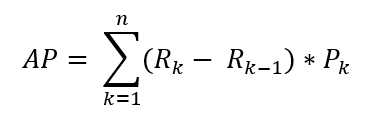 AP = ∑_{k=1}^{n} (R_k − R_{k−1}) * P_k